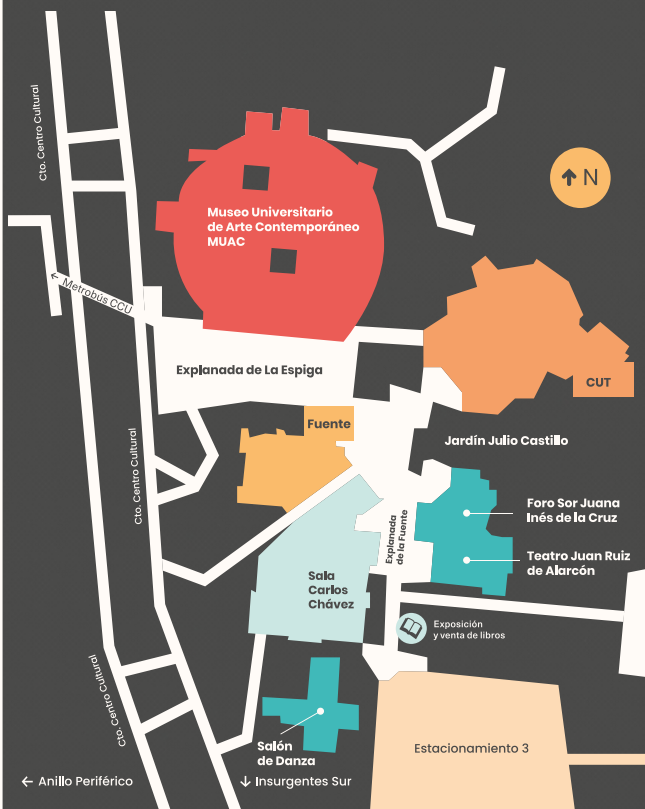 Cto. Centro Cultural
N
Museo Universitario
de Arte Contemporáneo
MUAC
← Metrobús CCU
Explanada de La Espiga
CUT
Fuente
Jardín Julio Castillo
Cto. Centro Cultural
Foro Sor Juana
Inés de la Cruz
Explanada
de la Fuente
Teatro Juan Ruiz
de Alarcón
Sala
Carlos
Chávez
Exposición
y venta de libros
Cto. Centro Cultural
Salón
de Danza
Estacionamiento 3
← Anillo Periférico
↓ Insurgentes Sur